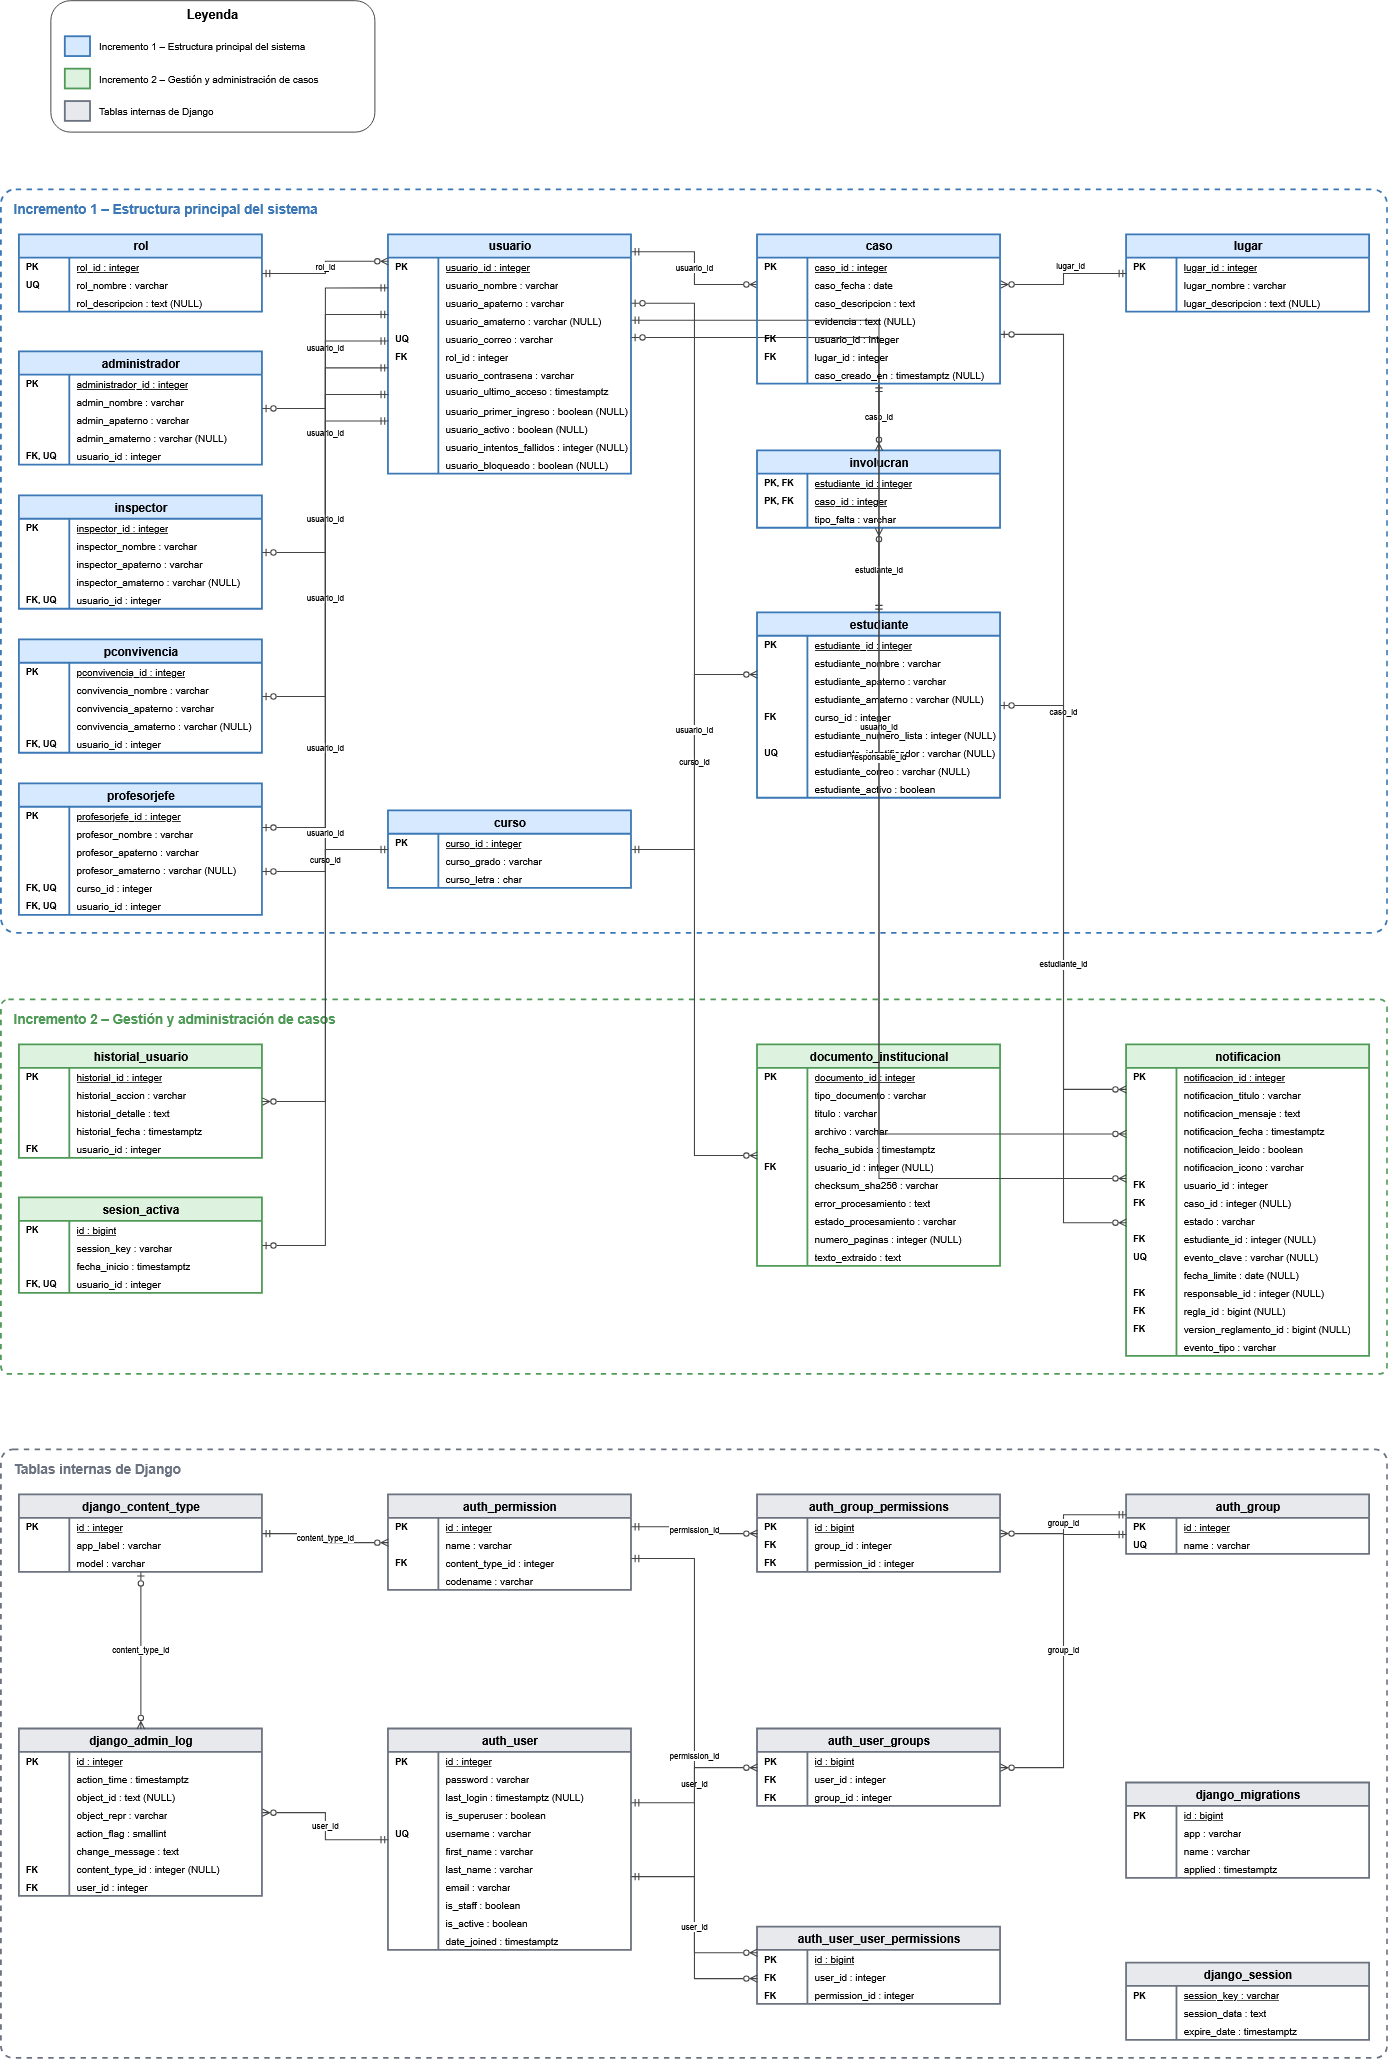 Leyenda
Incremento 1 – Estructura principal del sistema
Incremento 2 – Gestión y administración de casos
Tablas internas de Django
Incremento 1 – Estructura principal del sistema
rol
PK rol_id : integer
UQ rol_nombre : varchar
rol_descripcion : text (NULL)
usuario
PK usuario_id : integer
usuario_nombre : varchar
usuario_apaterno : varchar
usuario_amaterno : varchar (NULL)
UQ usuario_correo : varchar
FK rol_id : integer
usuario_contrasena : varchar
usuario_ultimo_acceso : timestamptz
usuario_primer_ingreso : boolean (NULL)
usuario_activo : boolean (NULL)
usuario_intentos_fallidos : integer (NULL)
usuario_bloqueado : boolean (NULL)
caso
PK caso_id : integer
caso_fecha : date
caso_descripcion : text
evidencia : text (NULL)
FK usuario_id : integer
FK lugar_id : integer
caso_creado_en : timestamptz (NULL)
lugar
PK lugar_id : integer
lugar_nombre : varchar
lugar_descripcion : text (NULL)
rol_id
usuario_id
lugar_id
administrador
PK administrador_id : integer
admin_nombre : varchar
admin_apaterno : varchar
admin_amaterno : varchar (NULL)
FK, UQ usuario_id : integer
usuario_id
usuario_id
usuario_id
usuario_id
usuario_id
usuario_id
curso_id
inspector
PK inspector_id : integer
inspector_nombre : varchar
inspector_apaterno : varchar
inspector_amaterno : varchar (NULL)
FK, UQ usuario_id : integer
caso_id
involucran
PK, FK estudiante_id : integer
PK, FK caso_id : integer
tipo_falta : varchar
estudiante_id
pconvivencia
PK pconvivencia_id : integer
convivencia_nombre : varchar
convivencia_apaterno : varchar
convivencia_amaterno : varchar (NULL)
FK, UQ usuario_id : integer
estudiante
PK estudiante_id : integer
estudiante_nombre : varchar
estudiante_apaterno : varchar
estudiante_amaterno : varchar (NULL)
FK curso_id : integer
usuario_id
estudiante_numero_lista : integer (NULL)
UQ estudiante_identificador : varchar (NULL)
responsable_id
estudiante_correo : varchar (NULL)
estudiante_activo : boolean
usuario_id
curso_id
caso_id
profesorjefe
PK profesorjefe_id : integer
profesor_nombre : varchar
profesor_apaterno : varchar
profesor_amaterno : varchar (NULL)
FK, UQ curso_id : integer
FK, UQ usuario_id : integer
curso
PK curso_id : integer
curso_grado : varchar
curso_letra : char
estudiante_id
Incremento 2 – Gestión y administración de casos
historial_usuario
PK historial_id : integer
historial_accion : varchar
historial_detalle : text
historial_fecha : timestamptz
FK usuario_id : integer
sesion_activa
PK id : bigint
session_key : varchar
fecha_inicio : timestamptz
FK, UQ usuario_id : integer
documento_institucional
PK documento_id : integer
tipo_documento : varchar
titulo : varchar
archivo : varchar
fecha_subida : timestamptz
FK usuario_id : integer (NULL)
checksum_sha256 : varchar
error_procesamiento : text
estado_procesamiento : varchar
numero_paginas : integer (NULL)
texto_extraido : text
notificacion
PK notificacion_id : integer
notificacion_titulo : varchar
notificacion_mensaje : text
notificacion_fecha : timestamptz
notificacion_leido : boolean
notificacion_icono : varchar
FK usuario_id : integer
FK caso_id : integer (NULL)
estado : varchar
FK estudiante_id : integer (NULL)
UQ evento_clave : varchar (NULL)
fecha_limite : date (NULL)
FK responsable_id : integer (NULL)
FK regla_id : bigint (NULL)
FK version_reglamento_id : bigint (NULL)
evento_tipo : varchar
Tablas internas de Django
django_content_type
PK id : integer
app_label : varchar
model : varchar
content_type_id
auth_permission
PK id : integer
name : varchar
FK content_type_id : integer
codename : varchar
permission_id
auth_group_permissions
PK id : bigint
FK group_id : integer
FK permission_id : integer
group_id
auth_group
PK id : integer
UQ name : varchar
content_type_id
group_id
django_admin_log
PK id : integer
action_time : timestamptz
object_id : text (NULL)
object_repr : varchar
action_flag : smallint
change_message : text
FK content_type_id : integer (NULL)
FK user_id : integer
user_id
auth_user
PK id : integer
password : varchar
last_login : timestamptz (NULL)
is_superuser : boolean
UQ username : varchar
first_name : varchar
last_name : varchar
email : varchar
is_staff : boolean
is_active : boolean
date_joined : timestamptz
permission_id
user_id
user_id
auth_user_groups
PK id : bigint
FK user_id : integer
FK group_id : integer
auth_user_user_permissions
PK id : bigint
FK user_id : integer
FK permission_id : integer
django_migrations
PK id : bigint
app : varchar
name : varchar
applied : timestamptz
django_session
PK session_key : varchar
session_data : text
expire_date : timestamptz